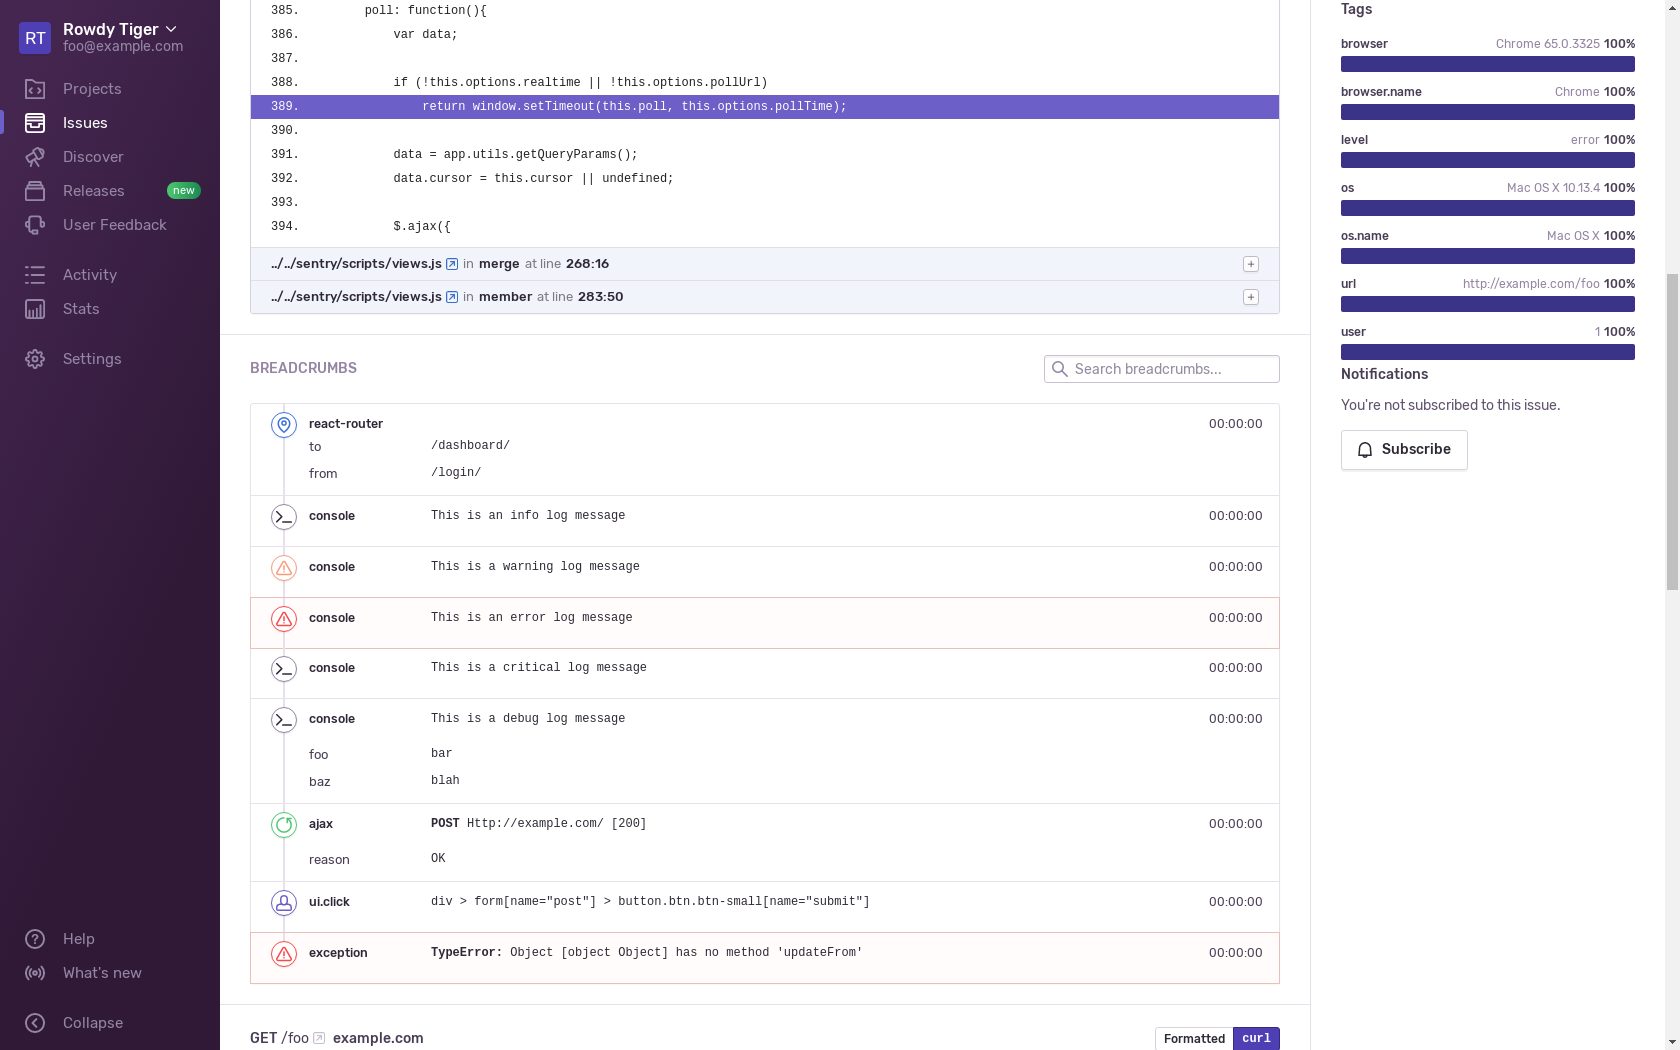 RT
Rowdy Tiger
foo@example.com
Projects
Issues
Discover
Releases new
User Feedback
Activity
Stats
Settings
Help
What's new
Collapse
385. poll: function(){
386. var data;
387.
388. if (!this.options.realtime || !this.options.pollUrl)
389. return window.setTimeout(this.poll, this.options.pollTime);
390.
391. data = app.utils.getQueryParams();
392. data.cursor = this.cursor || undefined;
393.
394. $.ajax({
../../sentry/scripts/views.js in merge at line 268:16
../../sentry/scripts/views.js in member at line 283:50
BREADCRUMBS
Search breadcrumbs...
react-router 00:00:00
to /dashboard/
from /login/
console This is an info log message 00:00:00
console This is a warning log message 00:00:00
console This is an error log message 00:00:00
console This is a critical log message 00:00:00
console This is a debug log message 00:00:00
foo bar
baz blah
ajax POST Http://example.com/ [200] 00:00:00
reason OK
ui.click div > form[name="post"] > button.btn.btn-small[name="submit"] 00:00:00
exception TypeError: Object [object Object] has no method 'updateFrom' 00:00:00
GET /foo example.com
Formatted curl
Tags
browser Chrome 65.0.3325 100%
browser.name Chrome 100%
level error 100%
os Mac OS X 10.13.4 100%
os.name Mac OS X 100%
url http://example.com/foo 100%
user 1 100%
Notifications
You're not subscribed to this issue.
Subscribe